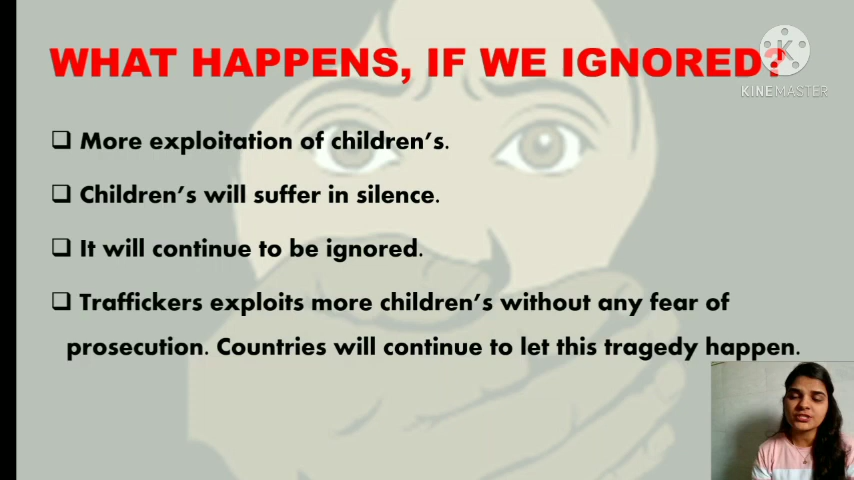 WHAT HAPPENS, IF WE IGNORED?
KINEMASTER
❑ More exploitation of children's.
❑ Children's will suffer in silence.
❑ It will continue to be ignored.
❑ Traffickers exploits more children's without any fear of
prosecution. Countries will continue to let this tragedy happen.